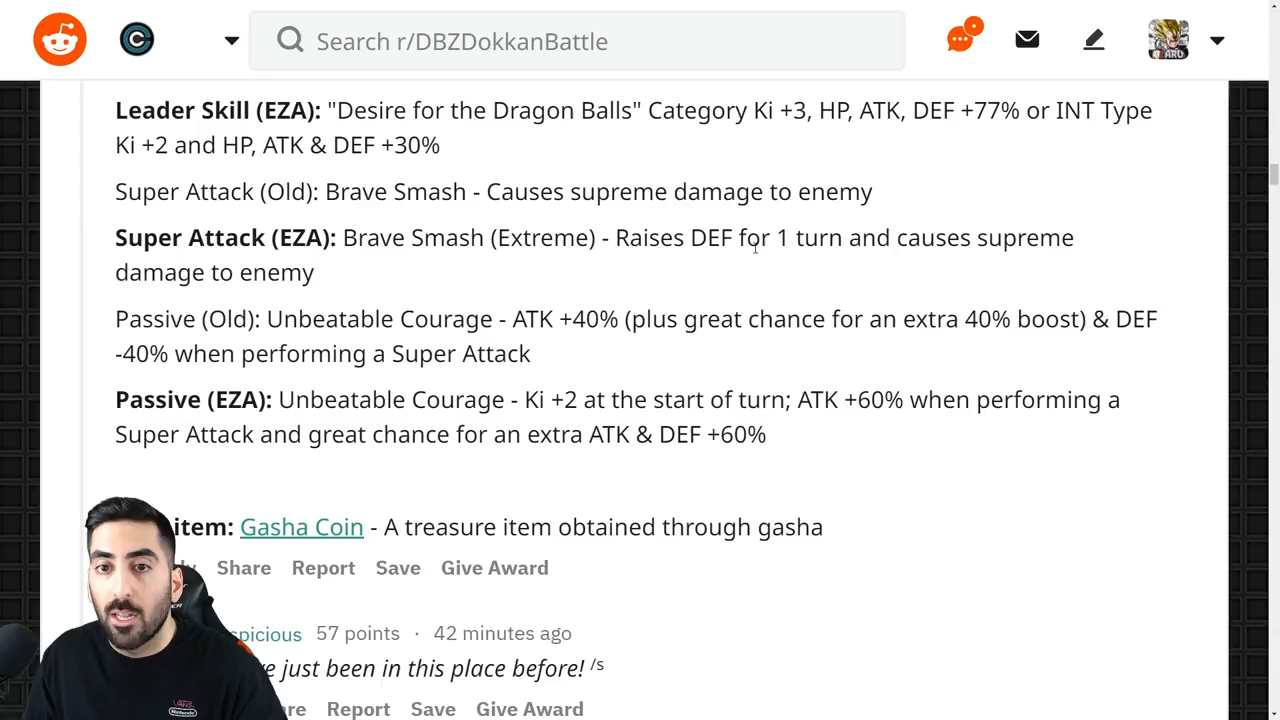 Search r/DBZDokkanBattle
Leader Skill (EZA): "Desire for the Dragon Balls" Category Ki +3, HP, ATK, DEF +77% or INT Type
Ki +2 and HP, ATK & DEF +30%
Super Attack (Old): Brave Smash - Causes supreme damage to enemy
Super Attack (EZA): Brave Smash (Extreme) - Raises DEF for 1 turn and causes supreme
damage to enemy
Passive (Old): Unbeatable Courage - ATK +40% (plus great chance for an extra 40% boost) & DEF
-40% when performing a Super Attack
Passive (EZA): Unbeatable Courage - Ki +2 at the start of turn; ATK +60% when performing a
Super Attack and great chance for an extra ATK & DEF +60%
item: Gasha Coin - A treasure item obtained through gasha
Share Report Save Give Award
spicious 57 points · 42 minutes ago
just been in this place before! /s
Report Save Give Award
Nintendo